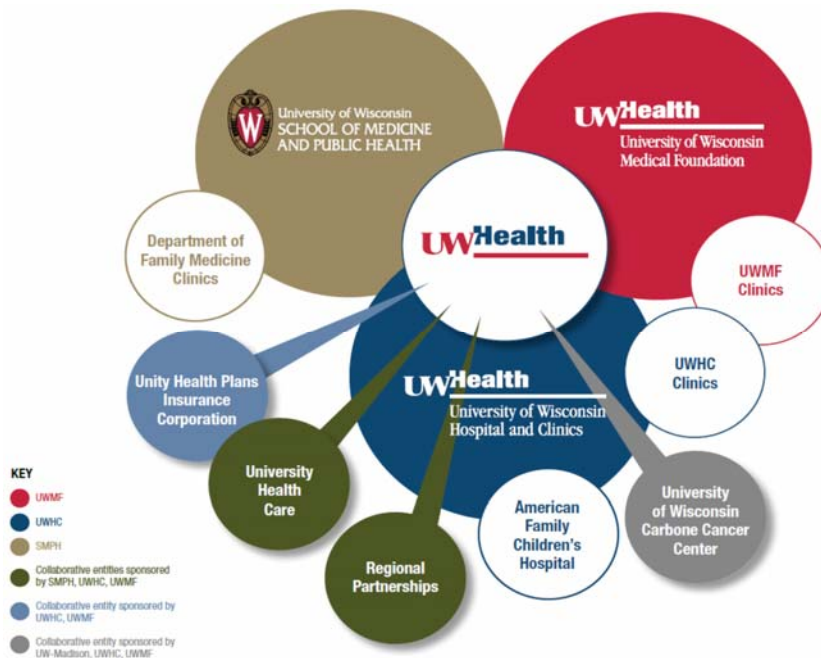 University of Wisconsin
SCHOOL OF MEDICINE
AND PUBLIC HEALTH
UWHealth
University of Wisconsin
Medical Foundation
UWHealth
Department of
Family Medicine
Clinics
UWMF
Clinics
UWHC
Clinics
Unity Health Plans
Insurance
Corporation
UWHealth
University of Wisconsin
Hospital and Clinics
University
Health
Care
Regional
Partnerships
American
Family
Children's
Hospital
University
of Wisconsin
Carbone Cancer
Center
KEY
UWMF
UWHC
SMPH
Collaborative entities sponsored
by SMPH, UWHC, UWMF
Collaborative entity sponsored by
UWHC, UWMF
Collaborative entity sponsored by
UW-Madison, UWHC, UWMF
W